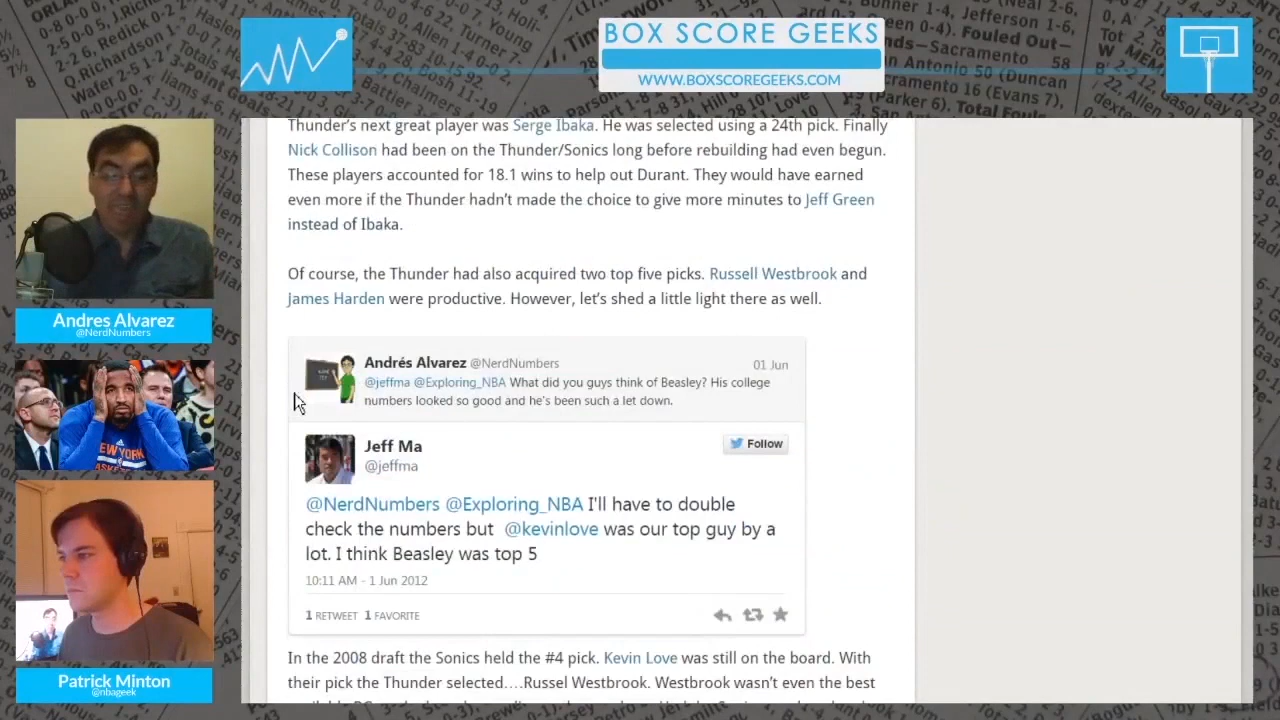 BOX SCORE GEEKS
WWW.BOXSCOREGEEKS.COM
Andres Alvarez
@NerdNumbers
NEW YORK
Patrick Minton
@nbageek
Thunder's next great player was Serge Ibaka. He was selected using a 24th pick. Finally
Nick Collison had been on the Thunder/Sonics long before rebuilding had even begun.
These players accounted for 18.1 wins to help out Durant. They would have earned
even more if the Thunder hadn't made the choice to give more minutes to Jeff Green
instead of Ibaka.
Of course, the Thunder had also acquired two top five picks. Russell Westbrook and
James Harden were productive. However, let's shed a little light there as well.
Andrés Alvarez @NerdNumbers 01 Jun
@jeffma @Exploring_NBA What did you guys think of Beasley? His college
numbers looked so good and he's been such a let down.
Jeff Ma
@jeffma
Follow
@NerdNumbers @Exploring_NBA I'll have to double
check the numbers but @kevinlove was our top guy by a
lot. I think Beasley was top 5
10:11 AM - 1 Jun 2012
1 RETWEET 1 FAVORITE
In the 2008 draft the Sonics held the #4 pick. Kevin Love was still on the board. With
their pick the Thunder selected....Russel Westbrook. Westbrook wasn't even the best